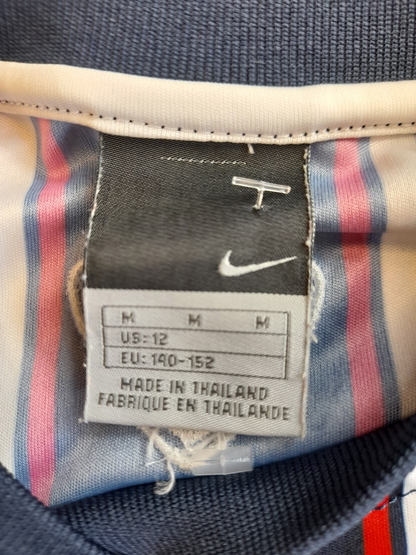 M M M
US: 12
EU: 140-152
MADE IN THAILAND
FABRIQUE EN THAILANDE